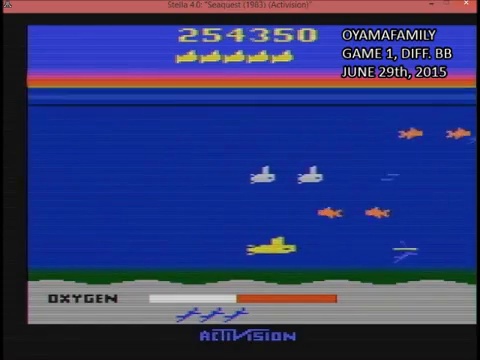 Stella 4.0: "Seaquest (1983) (Activision)"
254350
OYAMAFAMILY
GAME 1, DIFF. BB
JUNE 29th, 2015
OXYGEN
ACTIVISION